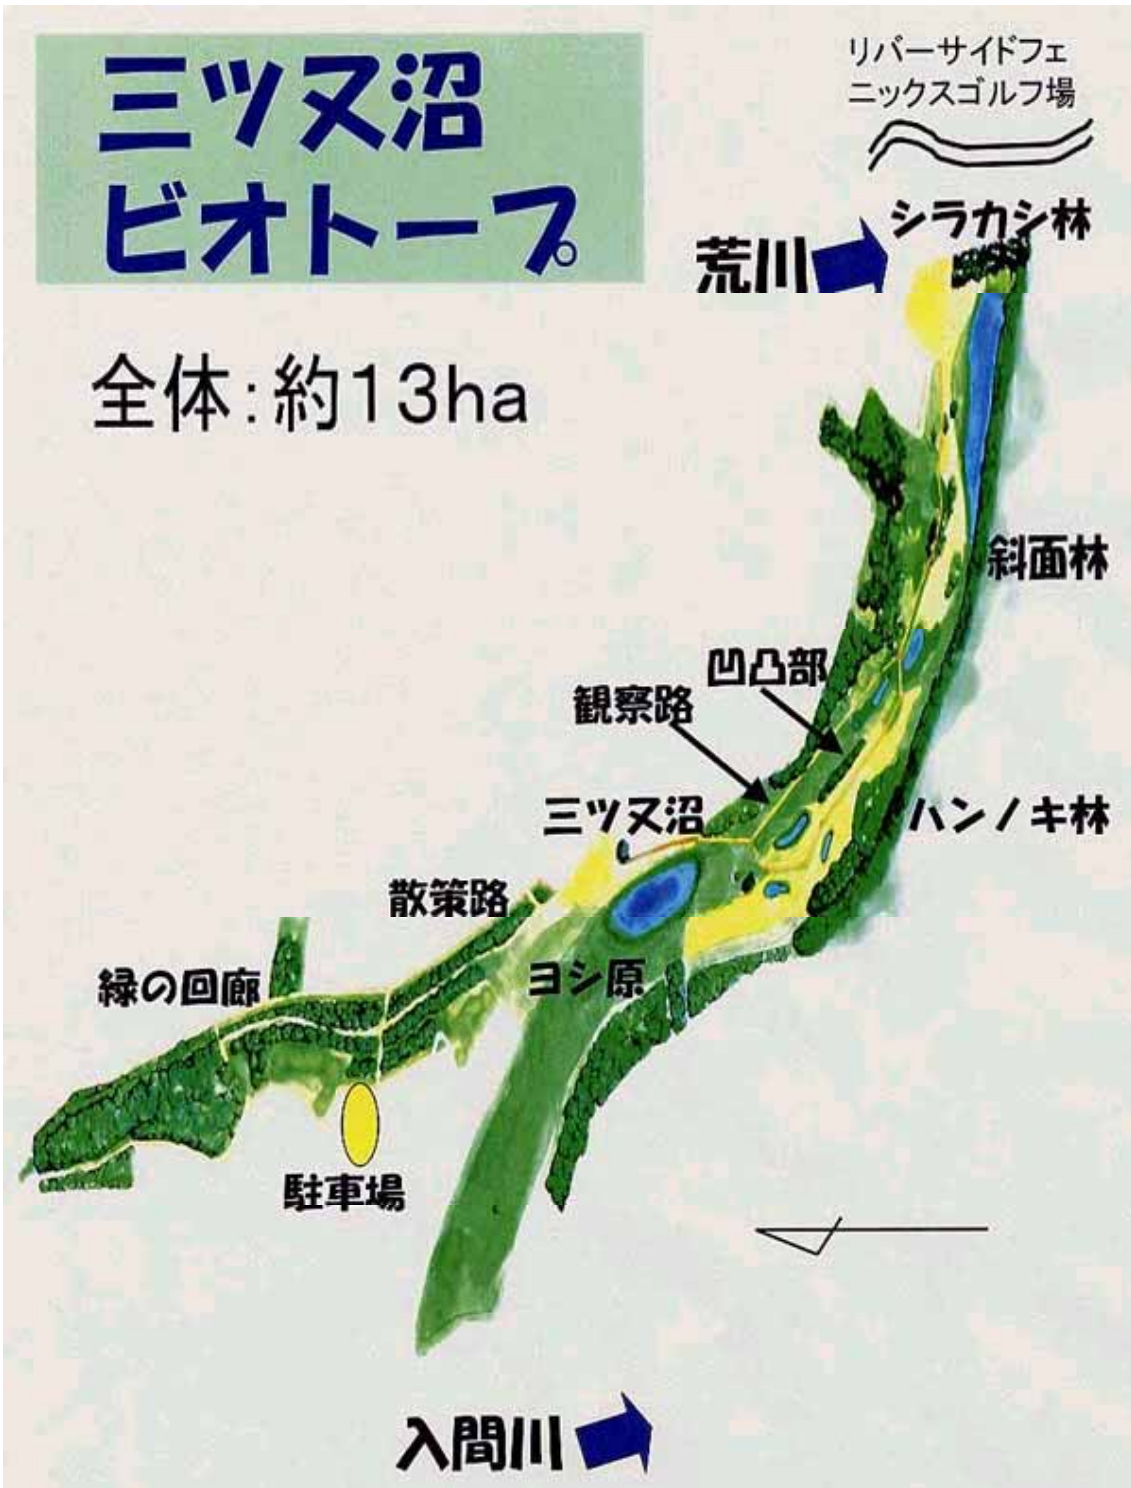 三ツ又沼
ビオトープ
リバーサイドフェ
ニックスゴルフ場
シラカシ林
荒川
全体:約13ha
斜面林
凹凸部
観察路
三ツ又沼
ハンノキ林
散策路
緑の回廊
ヨシ原
駐車場
入間川